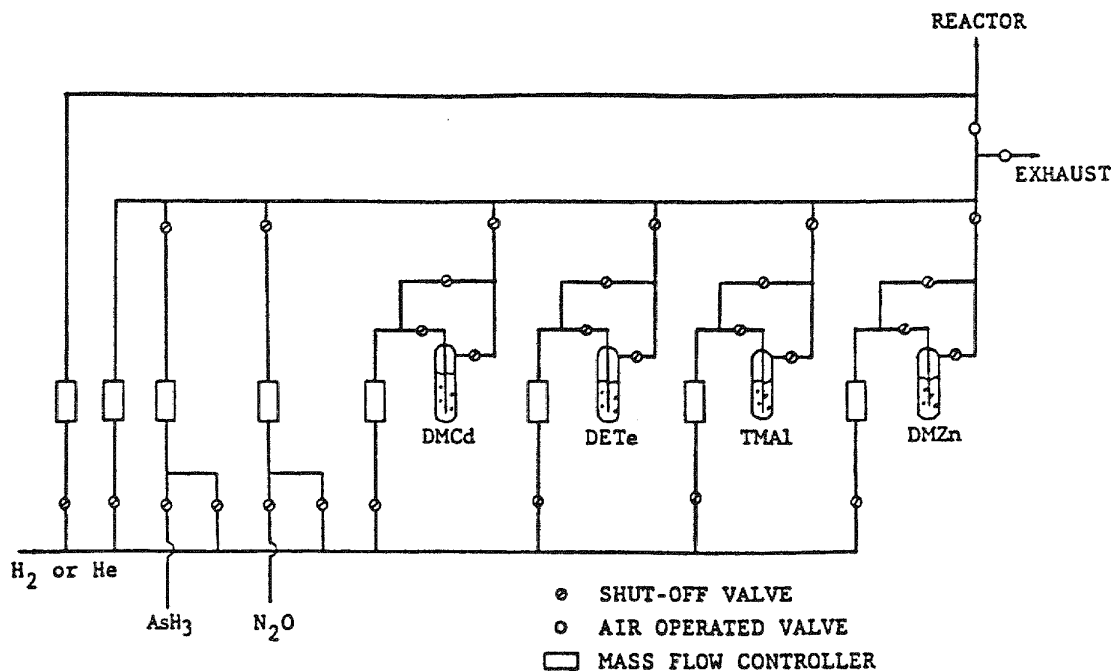 REACTOR
EXHAUST
DMCd
DETe
TMAl
DMZn
H₂ or He
AsH₃
N₂O
SHUT-OFF VALVE
AIR OPERATED VALVE
MASS FLOW CONTROLLER